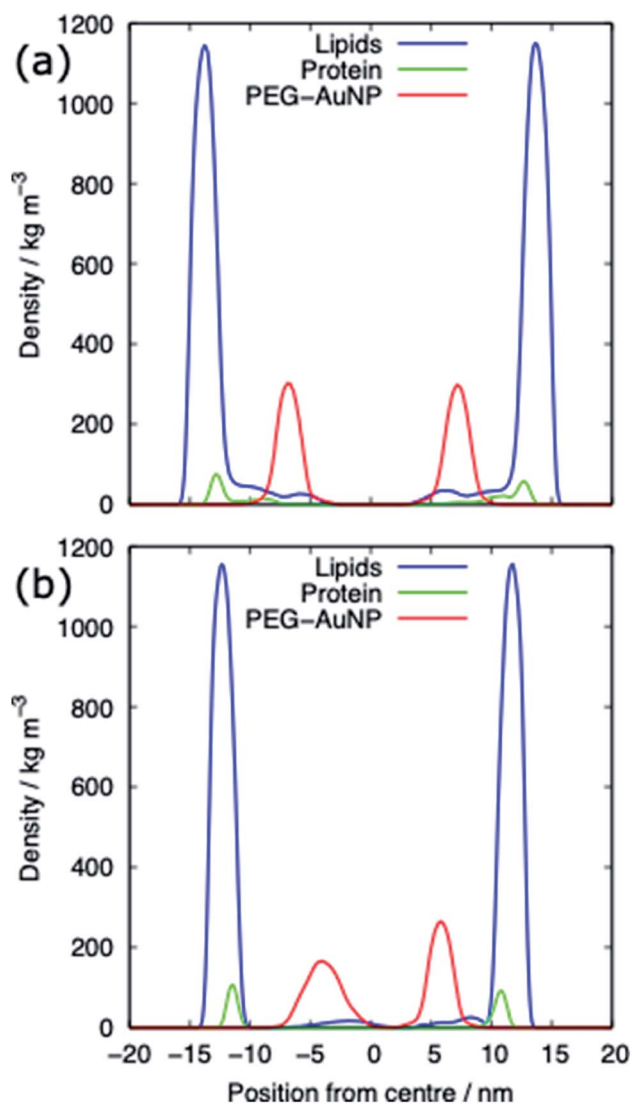 (a)
1200
1000
800
600
400
200
0
Density / kg m−3
Lipids
Protein
PEG−AuNP
(b)
1200
1000
800
600
400
200
0
Density / kg m−3
Lipids
Protein
PEG−AuNP
−20 −15 −10 −5 0 5 10 15 20
Position from centre / nm